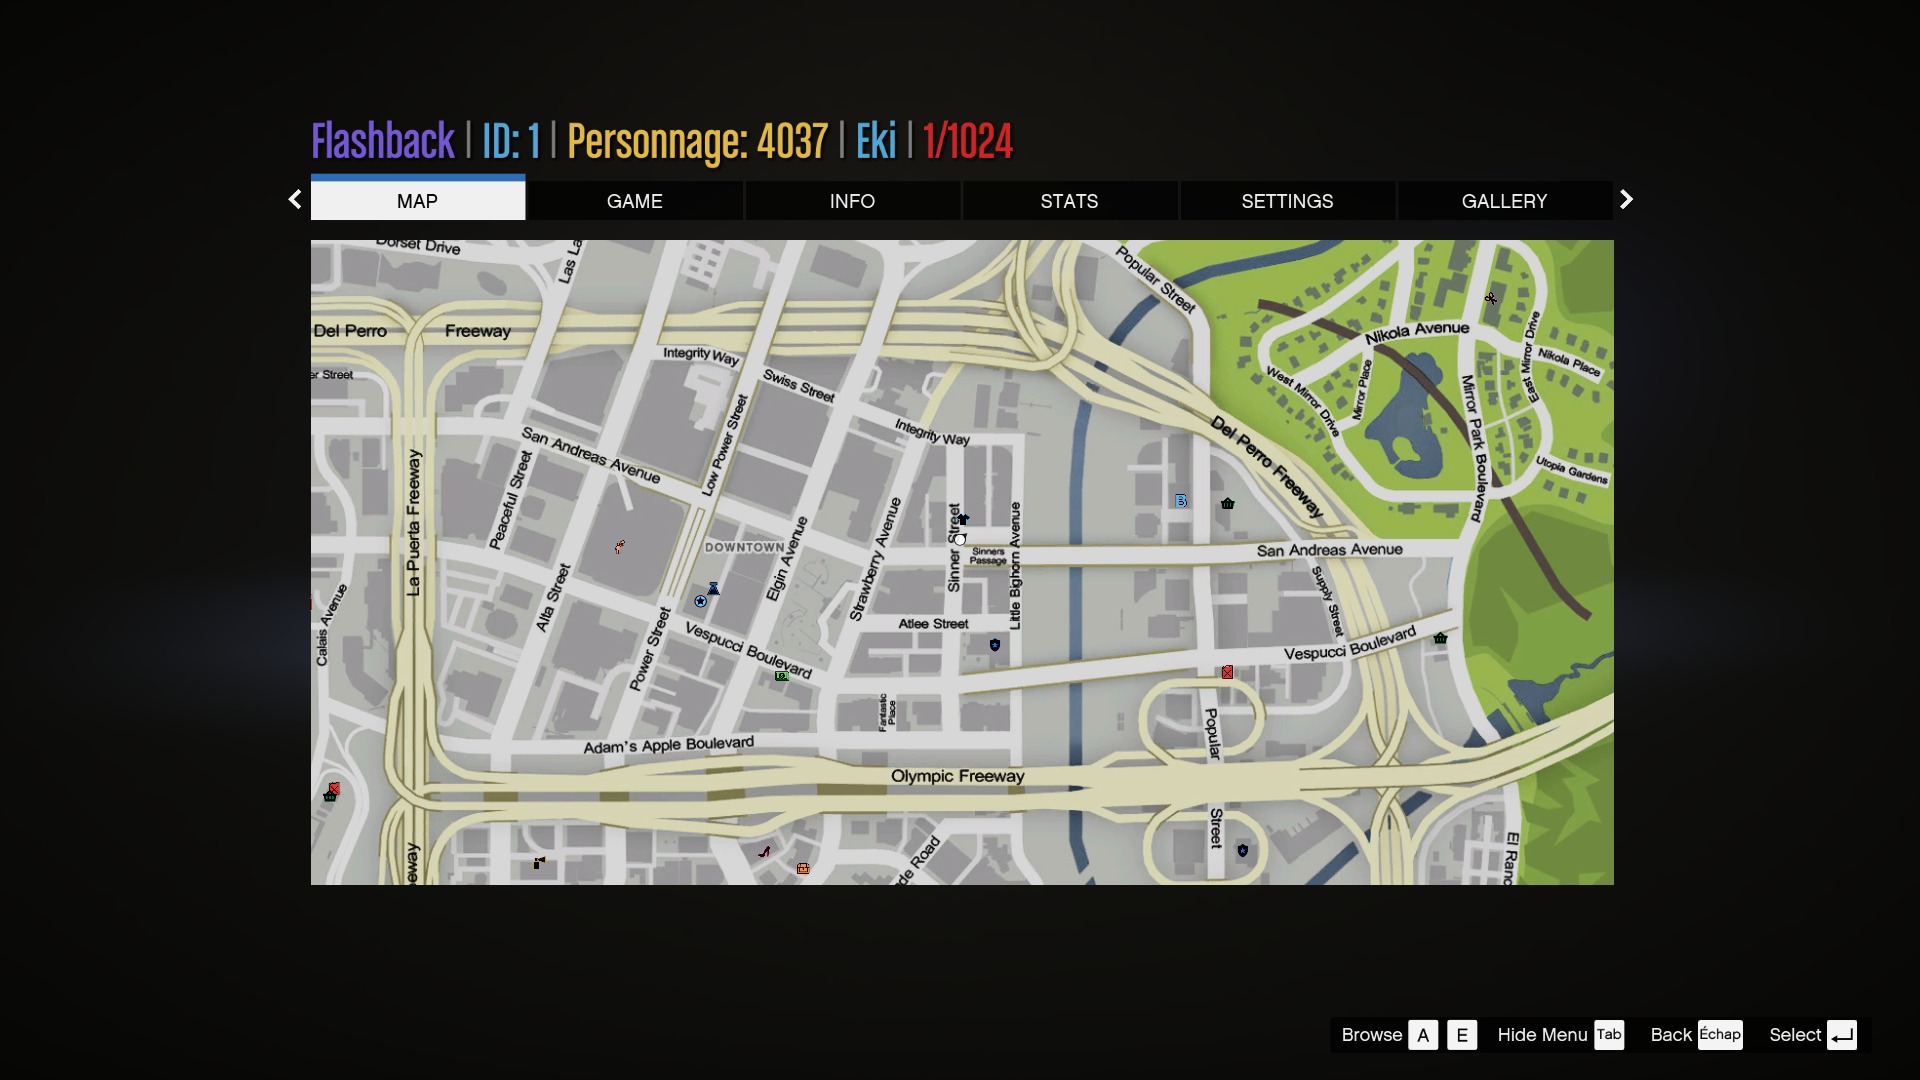 Flashback | ID: 1 | Personnage: 4037 | Eki | 1/1024
MAP
GAME
INFO
STATS
SETTINGS
GALLERY
Dorset Drive
Las La
Popular Street
Del Perro
Freeway
Integrity Way
Nikola Avenue
East Mirror Drive
Nikola Place
er Street
Swiss Street
West Mirror Drive
Mirror Place
Mirror Park Boulevard
San Andreas Avenue
Low Power Street
Integrity Way
Del Perro Freeway
Utopia Gardens
La Puerta Freeway
Peaceful Street
B
DOWNTOWN
Elgin Avenue
Strawberry Avenue
Sinner Street
Sinners
Passage
Little Bighorn Avenue
San Andreas Avenue
Supply Street
Calais Avenue
Alta Street
Power Street
Vespucci Boulevard
Atlee Street
Vespucci Boulevard
Fantastic
Place
Popular
Street
Adam's Apple Boulevard
Olympic Freeway
eeway
de Road
El Ranc
Browse A E Hide Menu Tab Back Échap Select